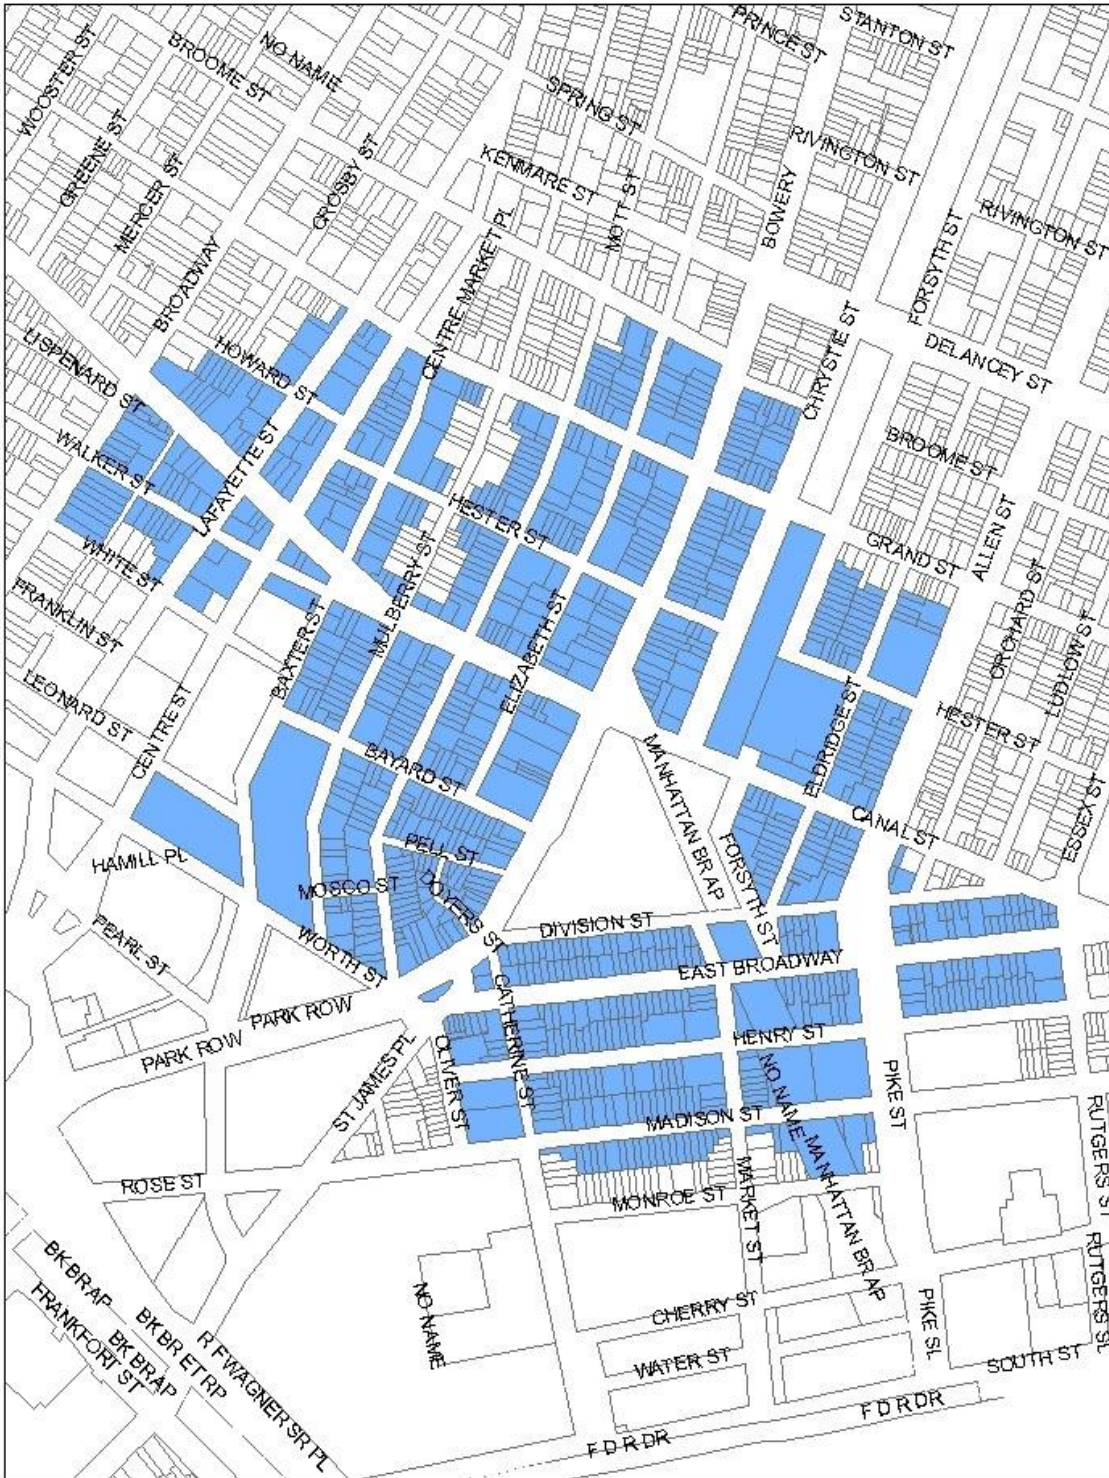 STANTON ST
PRINCE ST
WOOSTER ST
BROOME ST
NO NAME
SPRING ST
RIVINGTON ST
GREENE ST
MERCER ST
CROSBY ST
KENMARE ST
MOTT ST
BOWERY
RIVINGTON ST
FORSYTH ST
BROADWAY
CENTRE MARKET PL
CHRYSTIE ST
DELANCEY ST
LISPENARD ST
HOWARD ST
WALKER ST
LAFAYETTE ST
BROOME ST
HESTER ST
GRAND ST
ALLEN ST
WHITE ST
FRANKLIN ST
BAXTER ST
MULBERRY ST
ELIZABETH ST
ORCHARD ST
LUDLOW ST
LEONARD ST
CENTRE ST
ELDRIDGE ST
HESTER ST
BAYARD ST
MANHATTAN BR AP
CANAL ST
ESSEX ST
HAMILL PL
PELL ST
MOSCO ST
DOYERS ST
FORSYTH ST
PEARL ST
WORTH ST
DIVISION ST
EAST BROADWAY
CATHERINE ST
PARK ROW
PARK ROW
ST JAMES PL
OLIVER ST
HENRY ST
NO NAME
PIKE ST
MADISON ST
MANHATTAN BR AP
RUTGERS ST
ROSE ST
MONROE ST
MARKET ST
BK BR AP
FRANKFORT ST
BK BR AP
BK BR ET RP
R F WAGNER SR PL
NO NAME
CHERRY ST
WATER ST
PIKE SL
RUTGERS SL
SOUTH ST
F D R DR
F D R DR